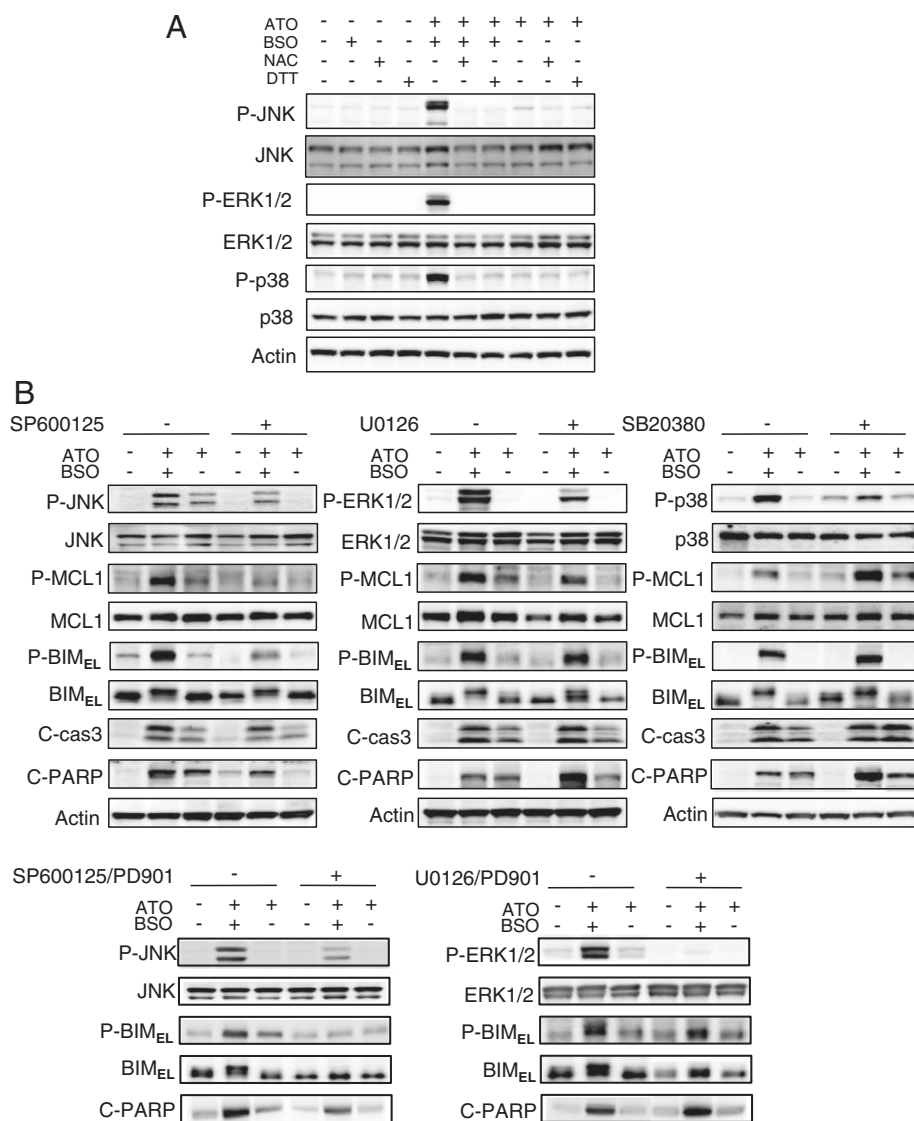 A
ATO - - - - + + + + + +
BSO - + - - + + + - - -
NAC - - + - - + - - + -
DTT - - - + - - + - - +
P-JNK
JNK
P-ERK1/2
ERK1/2
P-p38
p38
Actin
B
SP600125 - +
ATO - + + - + +
BSO - + - - + -
P-JNK
JNK
P-MCL1
MCL1
P-BIMEL
BIMEL
C-cas3
C-PARP
Actin
U0126 - +
ATO - + + - + +
BSO - + - - + -
P-ERK1/2
ERK1/2
P-MCL1
MCL1
P-BIMEL
BIMEL
C-cas3
C-PARP
Actin
SB20380 - +
ATO - + + - + +
BSO - + - - + -
P-p38
p38
P-MCL1
MCL1
P-BIMEL
BIMEL
C-cas3
C-PARP
Actin
SP600125/PD901 - +
ATO - + + - + +
BSO - + - - + -
P-JNK
JNK
P-BIMEL
BIMEL
C-PARP
U0126/PD901 - +
ATO - + + - + +
BSO - + - - + -
P-ERK1/2
ERK1/2
P-BIMEL
BIMEL
C-PARP